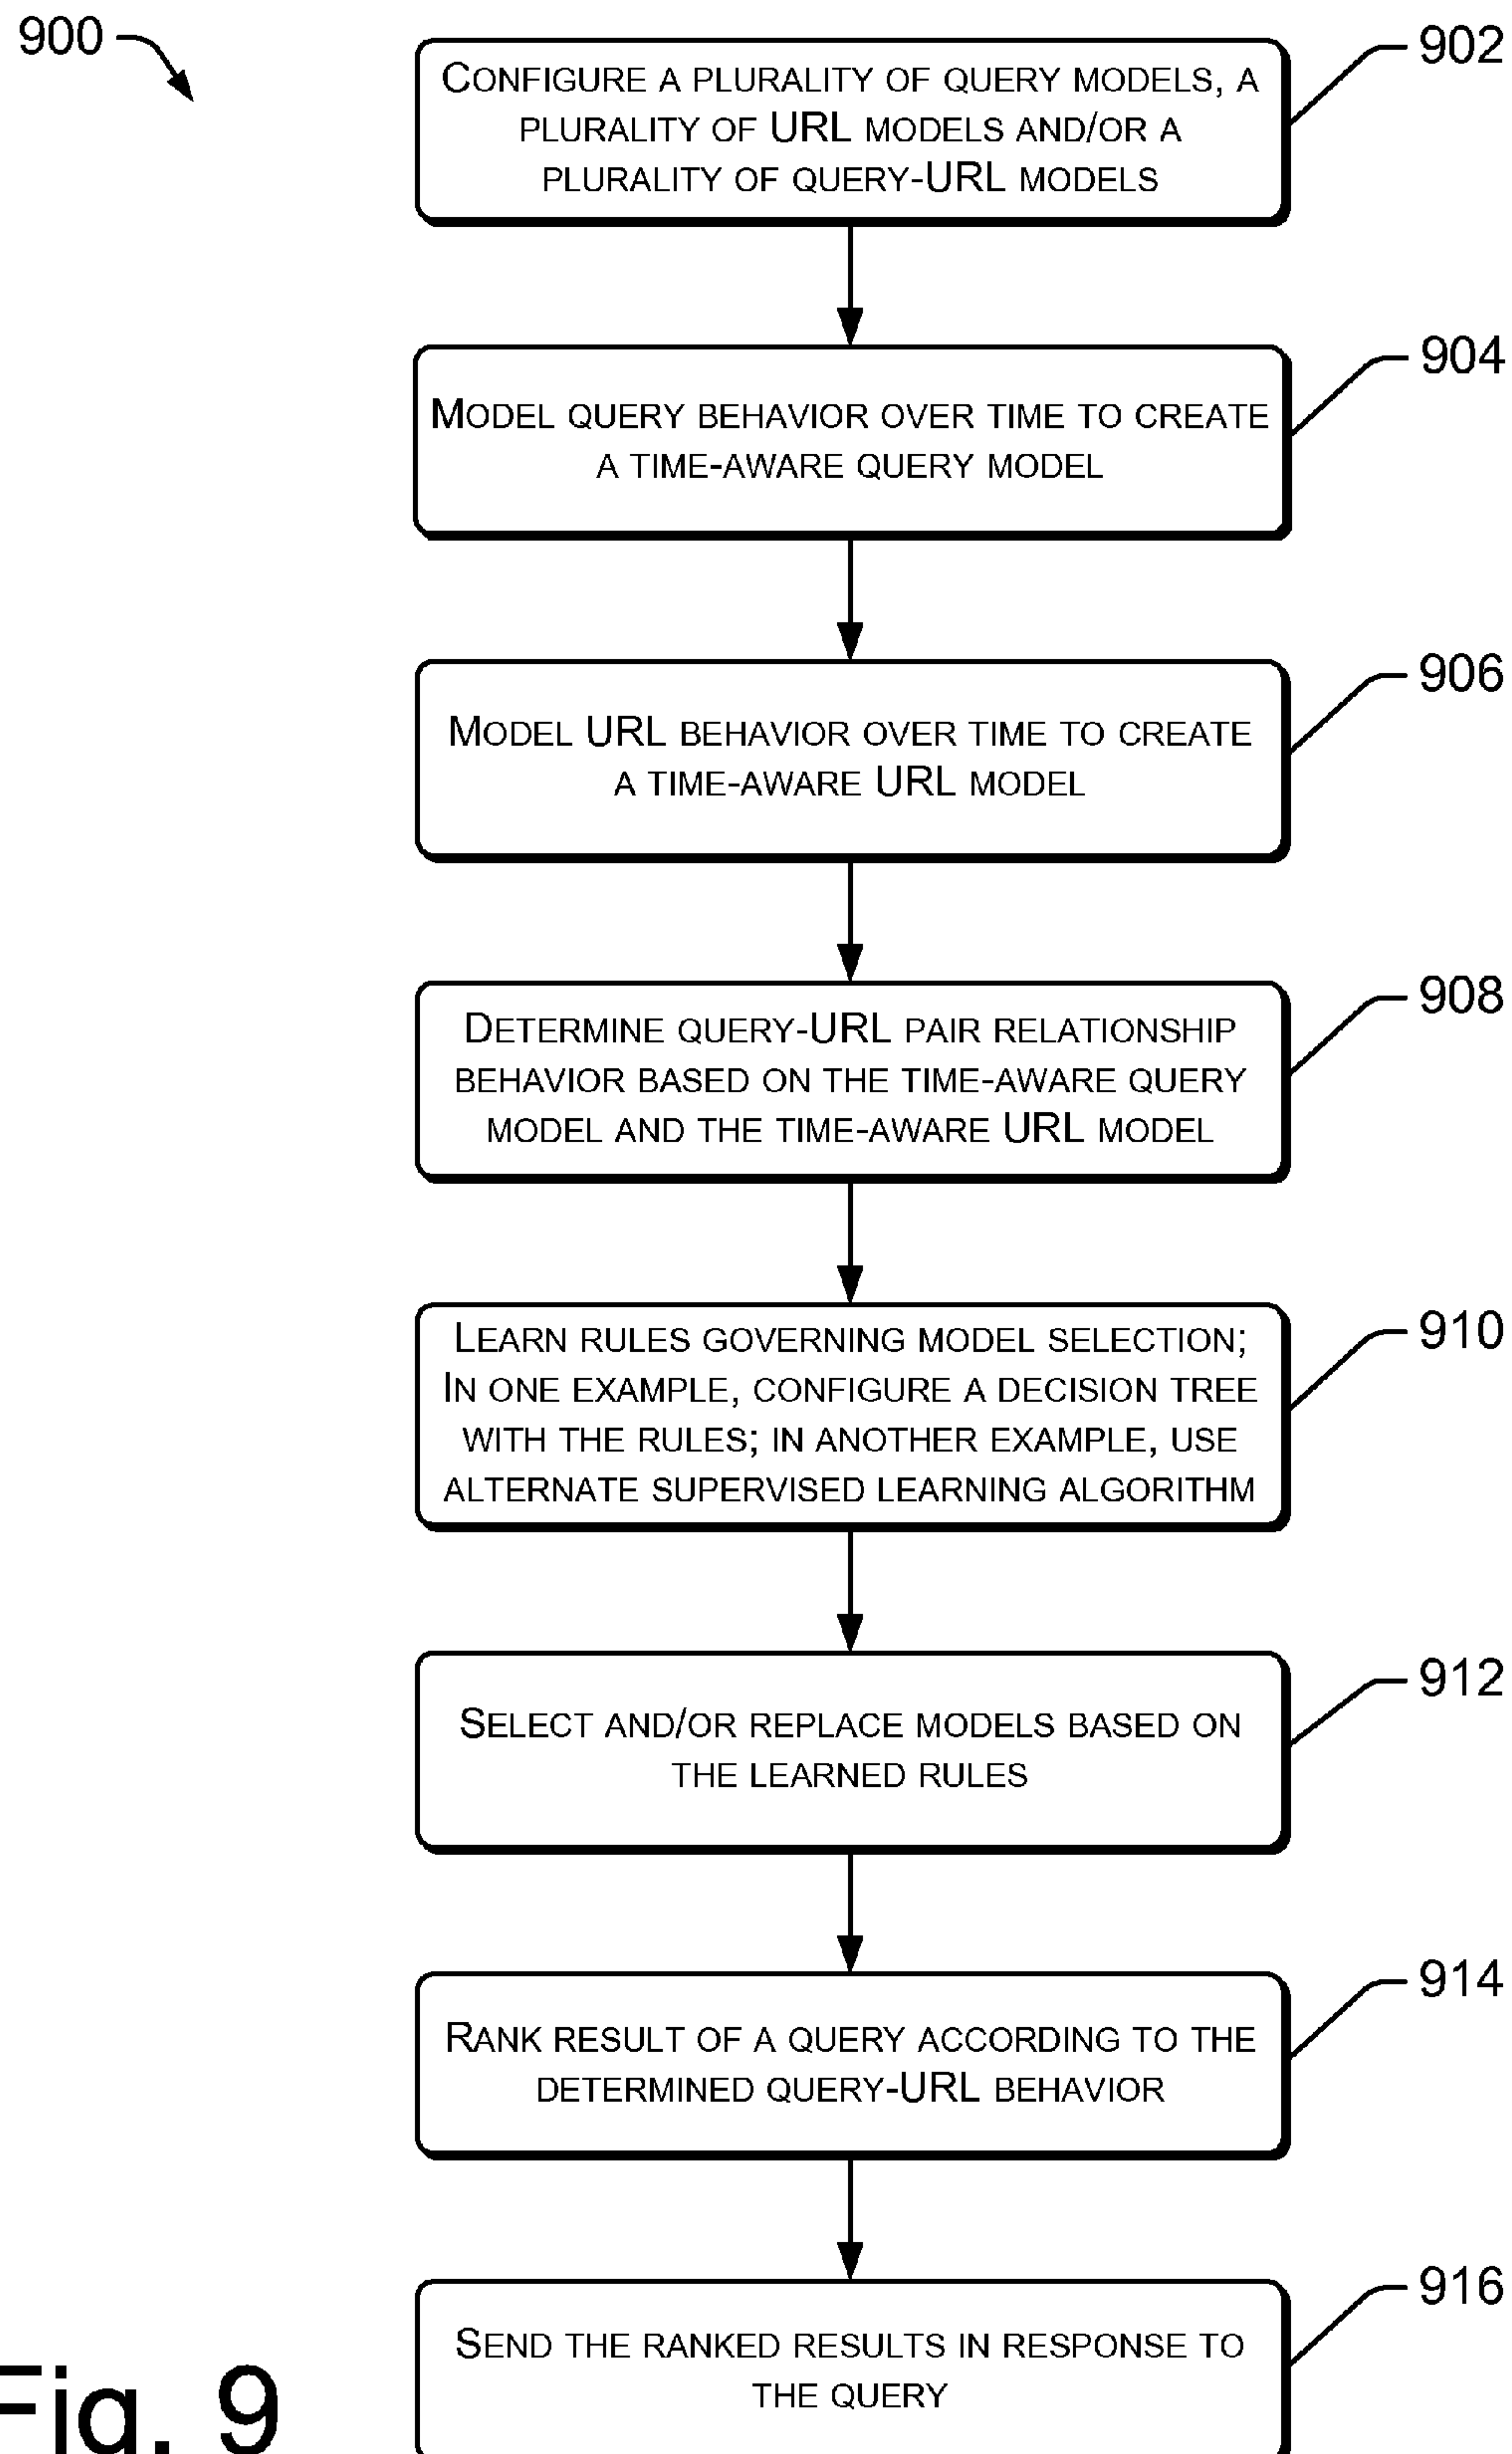 900
902
CONFIGURE A PLURALITY OF QUERY MODELS, A
PLURALITY OF URL MODELS AND/OR A
PLURALITY OF QUERY-URL MODELS
904
MODEL QUERY BEHAVIOR OVER TIME TO CREATE
A TIME-AWARE QUERY MODEL
906
MODEL URL BEHAVIOR OVER TIME TO CREATE
A TIME-AWARE URL MODEL
908
DETERMINE QUERY-URL PAIR RELATIONSHIP
BEHAVIOR BASED ON THE TIME-AWARE QUERY
MODEL AND THE TIME-AWARE URL MODEL
910
LEARN RULES GOVERNING MODEL SELECTION;
IN ONE EXAMPLE, CONFIGURE A DECISION TREE
WITH THE RULES; IN ANOTHER EXAMPLE, USE
ALTERNATE SUPERVISED LEARNING ALGORITHM
912
SELECT AND/OR REPLACE MODELS BASED ON
THE LEARNED RULES
914
RANK RESULT OF A QUERY ACCORDING TO THE
DETERMINED QUERY-URL BEHAVIOR
916
SEND THE RANKED RESULTS IN RESPONSE TO
THE QUERY
Fig. 9